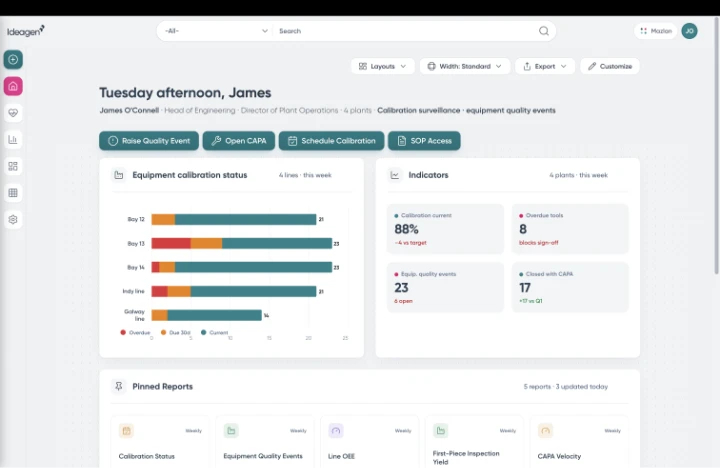 Ideagen
-All-
Search
Mazlan
JO
Layouts
Width: Standard
Export
Customize
Tuesday afternoon, James
James O'Connell · Head of Engineering · Director of Plant Operations · 4 plants · Calibration surveillance · equipment quality events
Raise Quality Event
Open CAPA
Schedule Calibration
SOP Access
Equipment calibration status
4 lines · this week
Bay 12
21
Bay 13
23
Bay 14
23
Indy line
21
Galway
line
14
Overdue
Due 30d
Current
0 5 10 15 20 25
Indicators
4 plants · this week
Calibration current
88%
-4 vs target
Overdue tools
8
blocks sign-off
Equip. quality events
23
6 open
Closed with CAPA
17
+17 vs Q1
Pinned Reports
5 reports · 3 updated today
Weekly
Calibration Status
Weekly
Equipment Quality Events
Weekly
Line OEE
Weekly
First-Piece Inspection
Yield
Weekly
CAPA Velocity